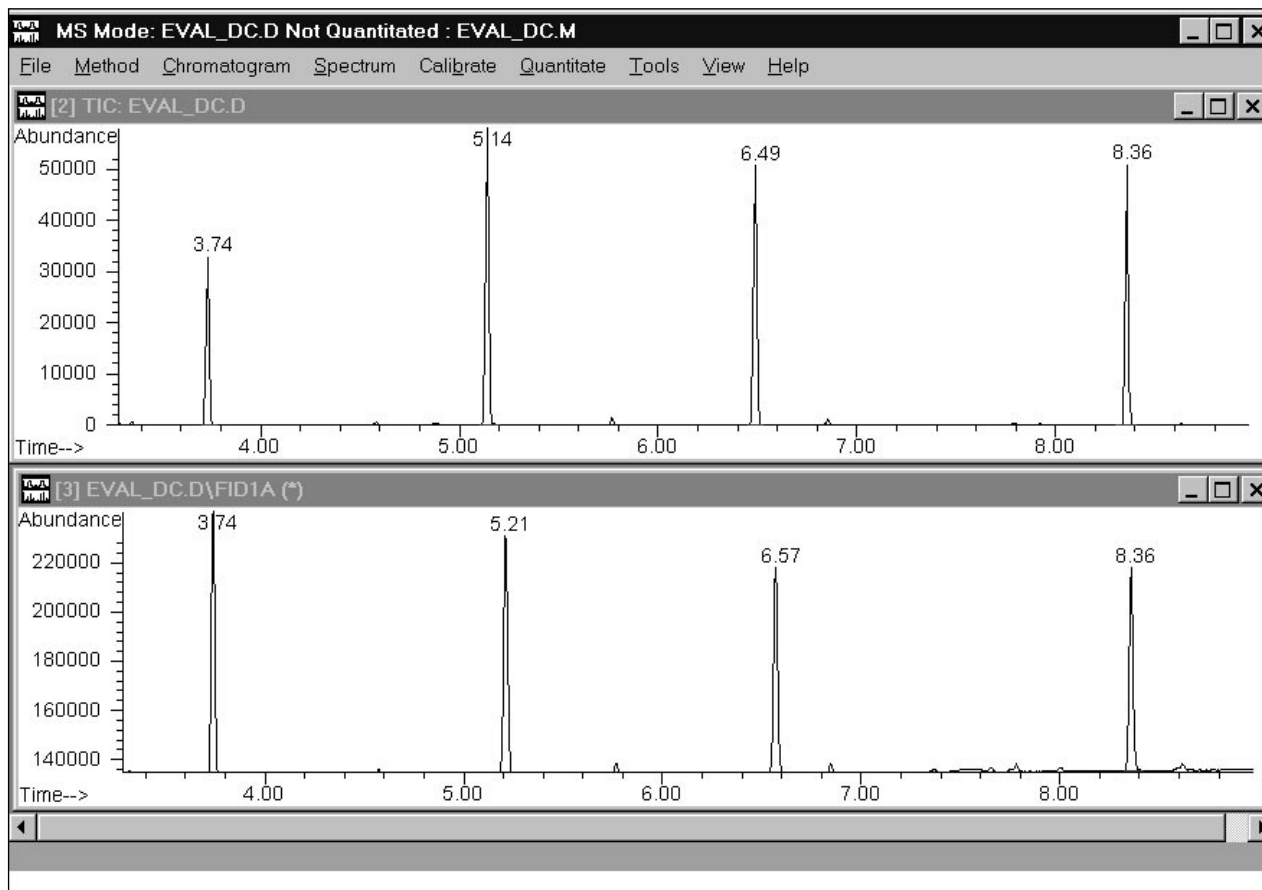 MS Mode: EVAL_DC.D Not Quantitated : EVAL_DC.M
File Method Chromatogram Spectrum Calibrate Quantitate Tools View Help
[2] TIC: EVAL_DC.D
Abundance
5.14
6.49
8.36
50000
40000
3.74
30000
20000
10000
0
Time-->
4.00 5.00 6.00 7.00 8.00
[3] EVAL_DC.D\FID1A (*)
Abundance
3.74
5.21
6.57
8.36
220000
200000
180000
160000
140000
Time-->
4.00 5.00 6.00 7.00 8.00